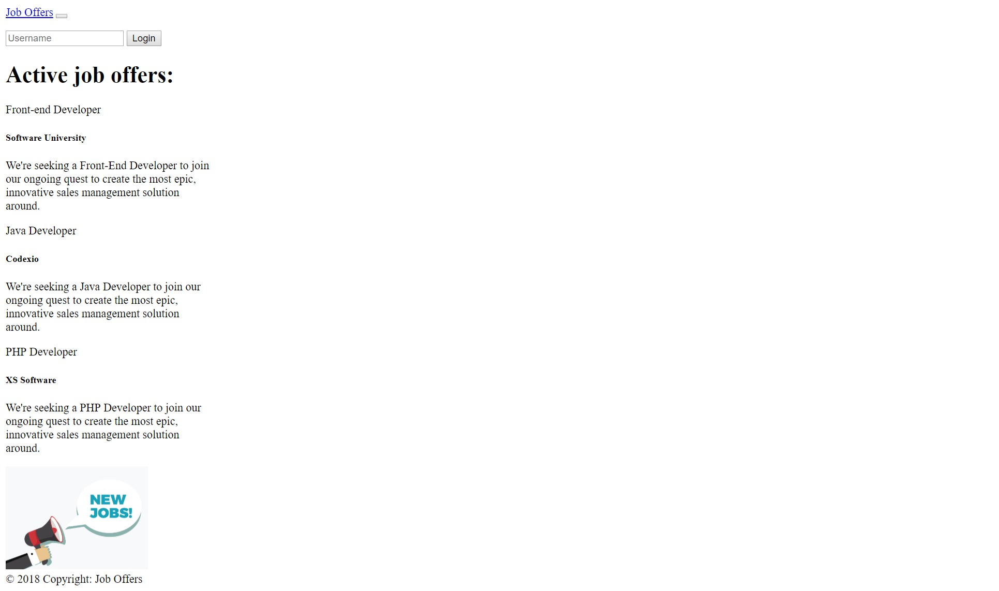 Job Offers
Username Login
Active job offers:
Front-end Developer
Software University
We're seeking a Front-End Developer to join
our ongoing quest to create the most epic,
innovative sales management solution
around.
Java Developer
Codexio
We're seeking a Java Developer to join our
ongoing quest to create the most epic,
innovative sales management solution
around.
PHP Developer
XS Software
We're seeking a PHP Developer to join our
ongoing quest to create the most epic,
innovative sales management solution
around.
NEW
JOBS!
© 2018 Copyright: Job Offers